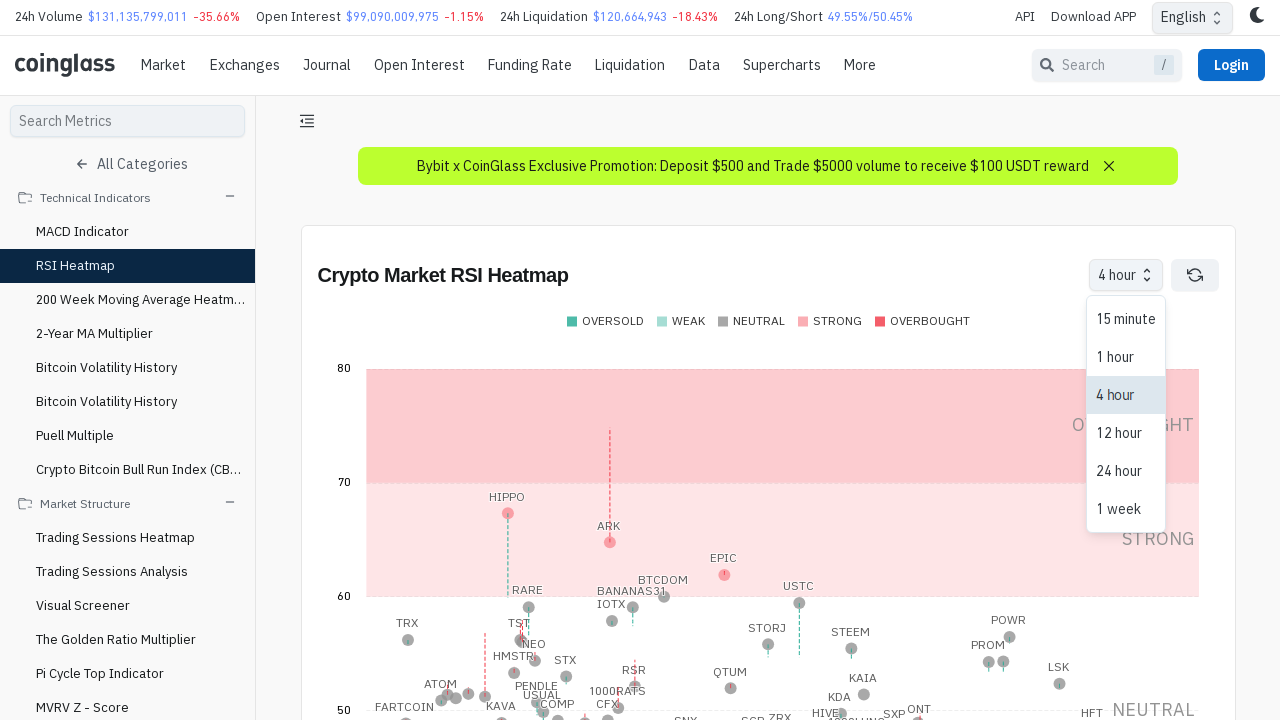 24h Volume $131,135,799,011 -35.66% Open Interest $99,090,009,975 -1.15% 24h Liquidation $120,664,943 -18.43% 24h Long/Short 49.55%/50.45% API Download APP English
coinglass Market Exchanges Journal Open Interest Funding Rate Liquidation Data Supercharts More Search / Login
Search Metrics
All Categories
Technical Indicators
MACD Indicator
RSI Heatmap
200 Week Moving Average Heatm...
2-Year MA Multiplier
Bitcoin Volatility History
Bitcoin Volatility History
Puell Multiple
Crypto Bitcoin Bull Run Index (CB...
Market Structure
Trading Sessions Heatmap
Trading Sessions Analysis
Visual Screener
The Golden Ratio Multiplier
Pi Cycle Top Indicator
MVRV Z - Score
Bybit x CoinGlass Exclusive Promotion: Deposit $500 and Trade $5000 volume to receive $100 USDT reward
Crypto Market RSI Heatmap
4 hour
15 minute
1 hour
4 hour
12 hour
24 hour
1 week
OVERSOLD WEAK NEUTRAL STRONG OVERBOUGHT
80
70
HIPPO
ARK
STRONG
EPIC
BTCDOM
RARE BANANAS31 USTC
60
IOTX
TRX TST STORJ STEEM POWR
NEO
HMSTR STX PROM
RSR QTUM LSK
ATOM PENDLE 1000RATS KAIA
USUAL KDA
FARTCOIN KAVA COMP CFX
50 HIVE SXP ONT HFT NEUTRAL
ZRX